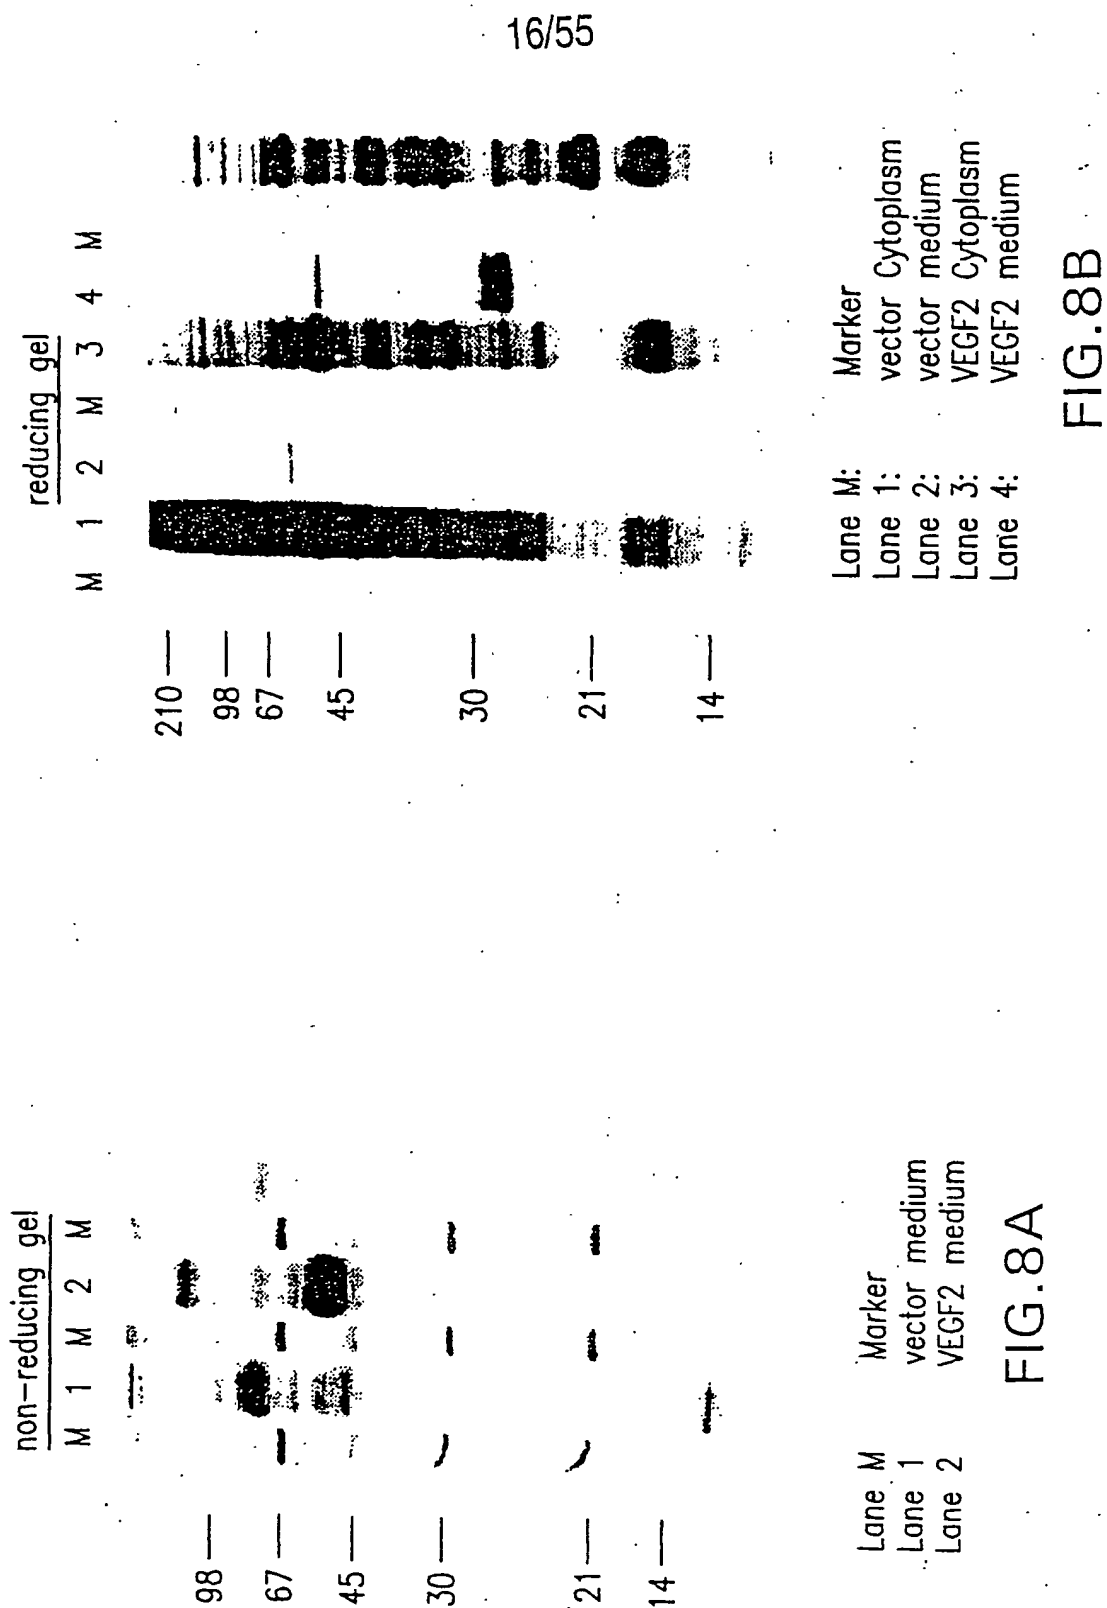 16/55
non-reducing gel
M 1 M 2 M
98
67
45
30
21
14
Lane M Marker
Lane 1 vector medium
Lane 2 VEGF2 medium
FIG.8A
reducing gel
M 1 2 M 3 4 M
210
98
67
45
30
21
14
Lane M: Marker
Lane 1: vector Cytoplasm
Lane 2: vector medium
Lane 3: VEGF2 Cytoplasm
Lane 4: VEGF2 medium
FIG.8B